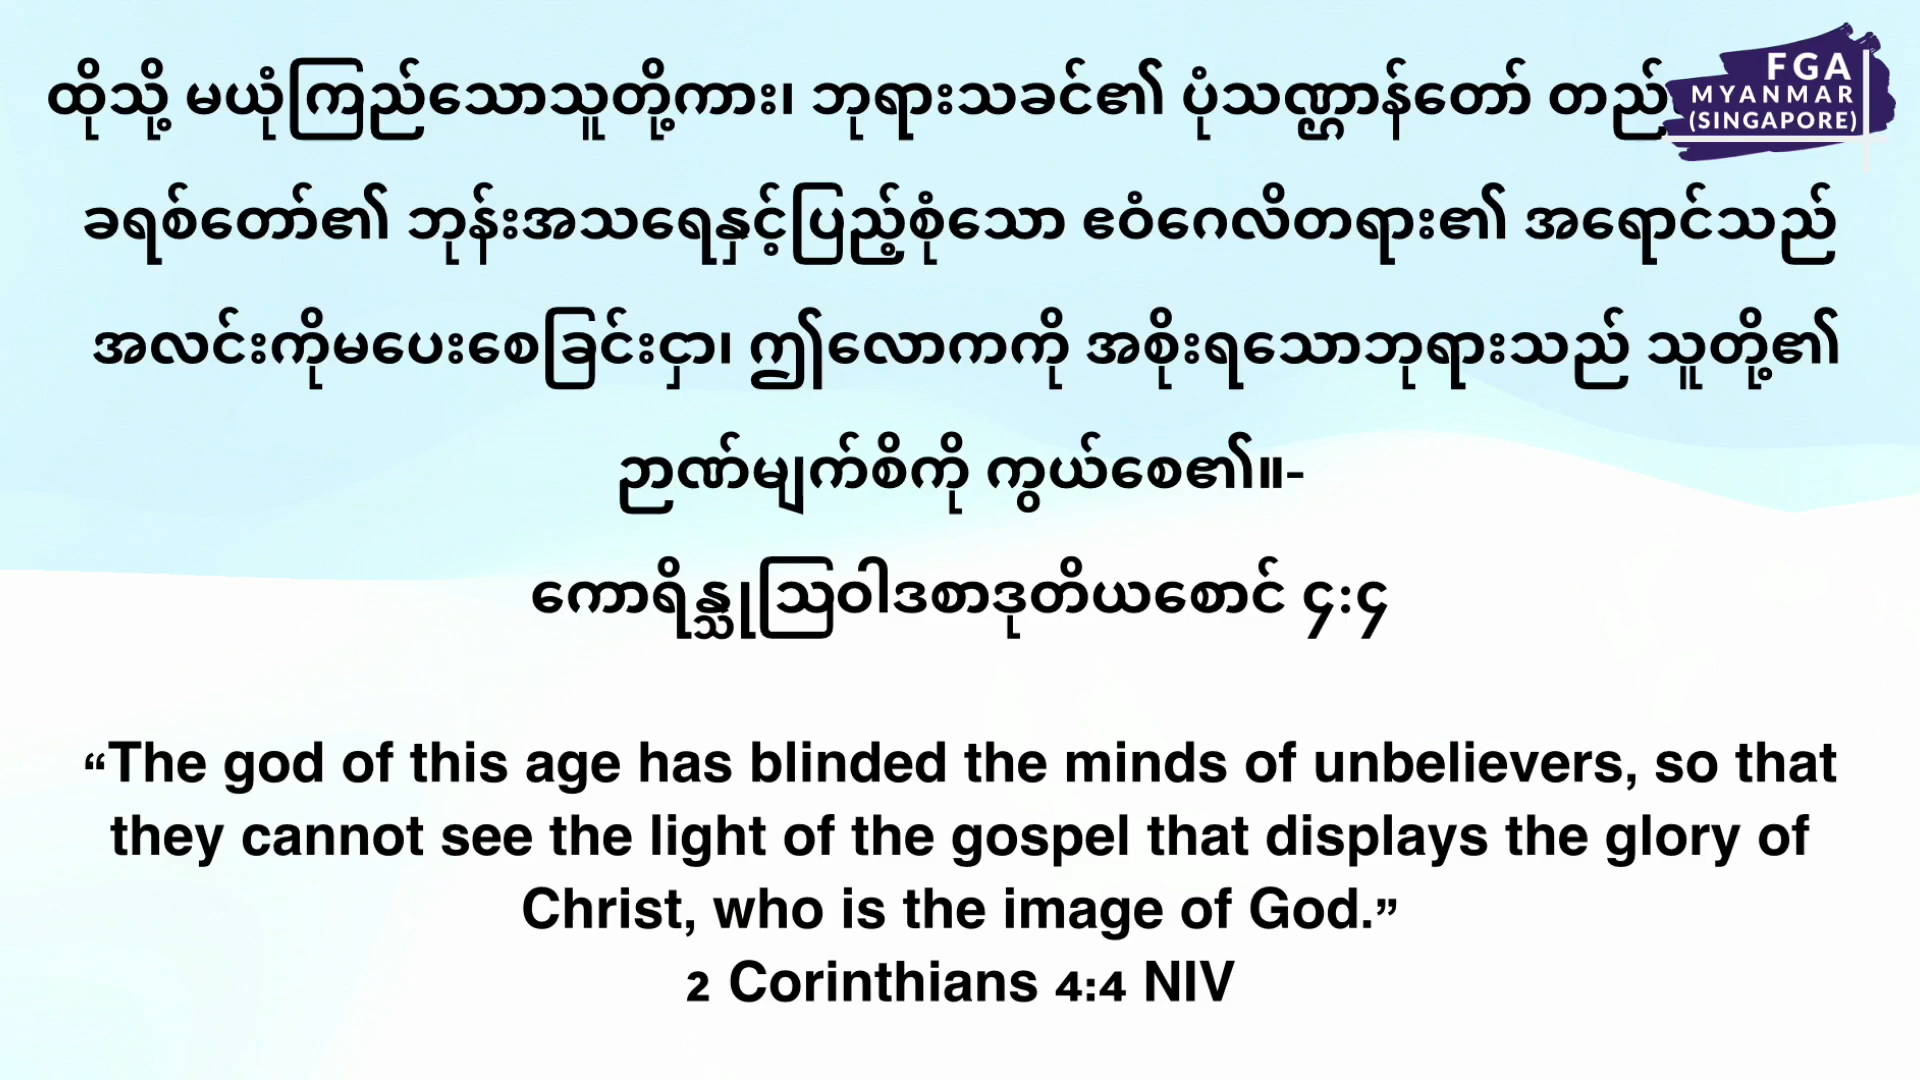 ထိုသို့ မယုံကြည်သောသူတို့ကား၊ ဘုရားသခင်၏ ပုံသဏ္ဌာန်တော် တည်
ခရစ်တော်၏ ဘုန်းအသရေနှင့်ပြည့်စုံသော ဧဝံဂေလိတရား၏ အရောင်သည်
အလင်းကိုမပေးစေခြင်းငှာ၊ ဤလောကကို အစိုးရသောဘုရားသည် သူတို့၏
ဉာဏ်မျက်စိကို ကွယ်စေ၏။-
ကောရိန္သုဩဝါဒစာဒုတိယစောင် ၄:၄
“The god of this age has blinded the minds of unbelievers, so that
they cannot see the light of the gospel that displays the glory of
Christ, who is the image of God.”
2 Corinthians 4:4 NIV
FGA
MYANMAR
(SINGAPORE)